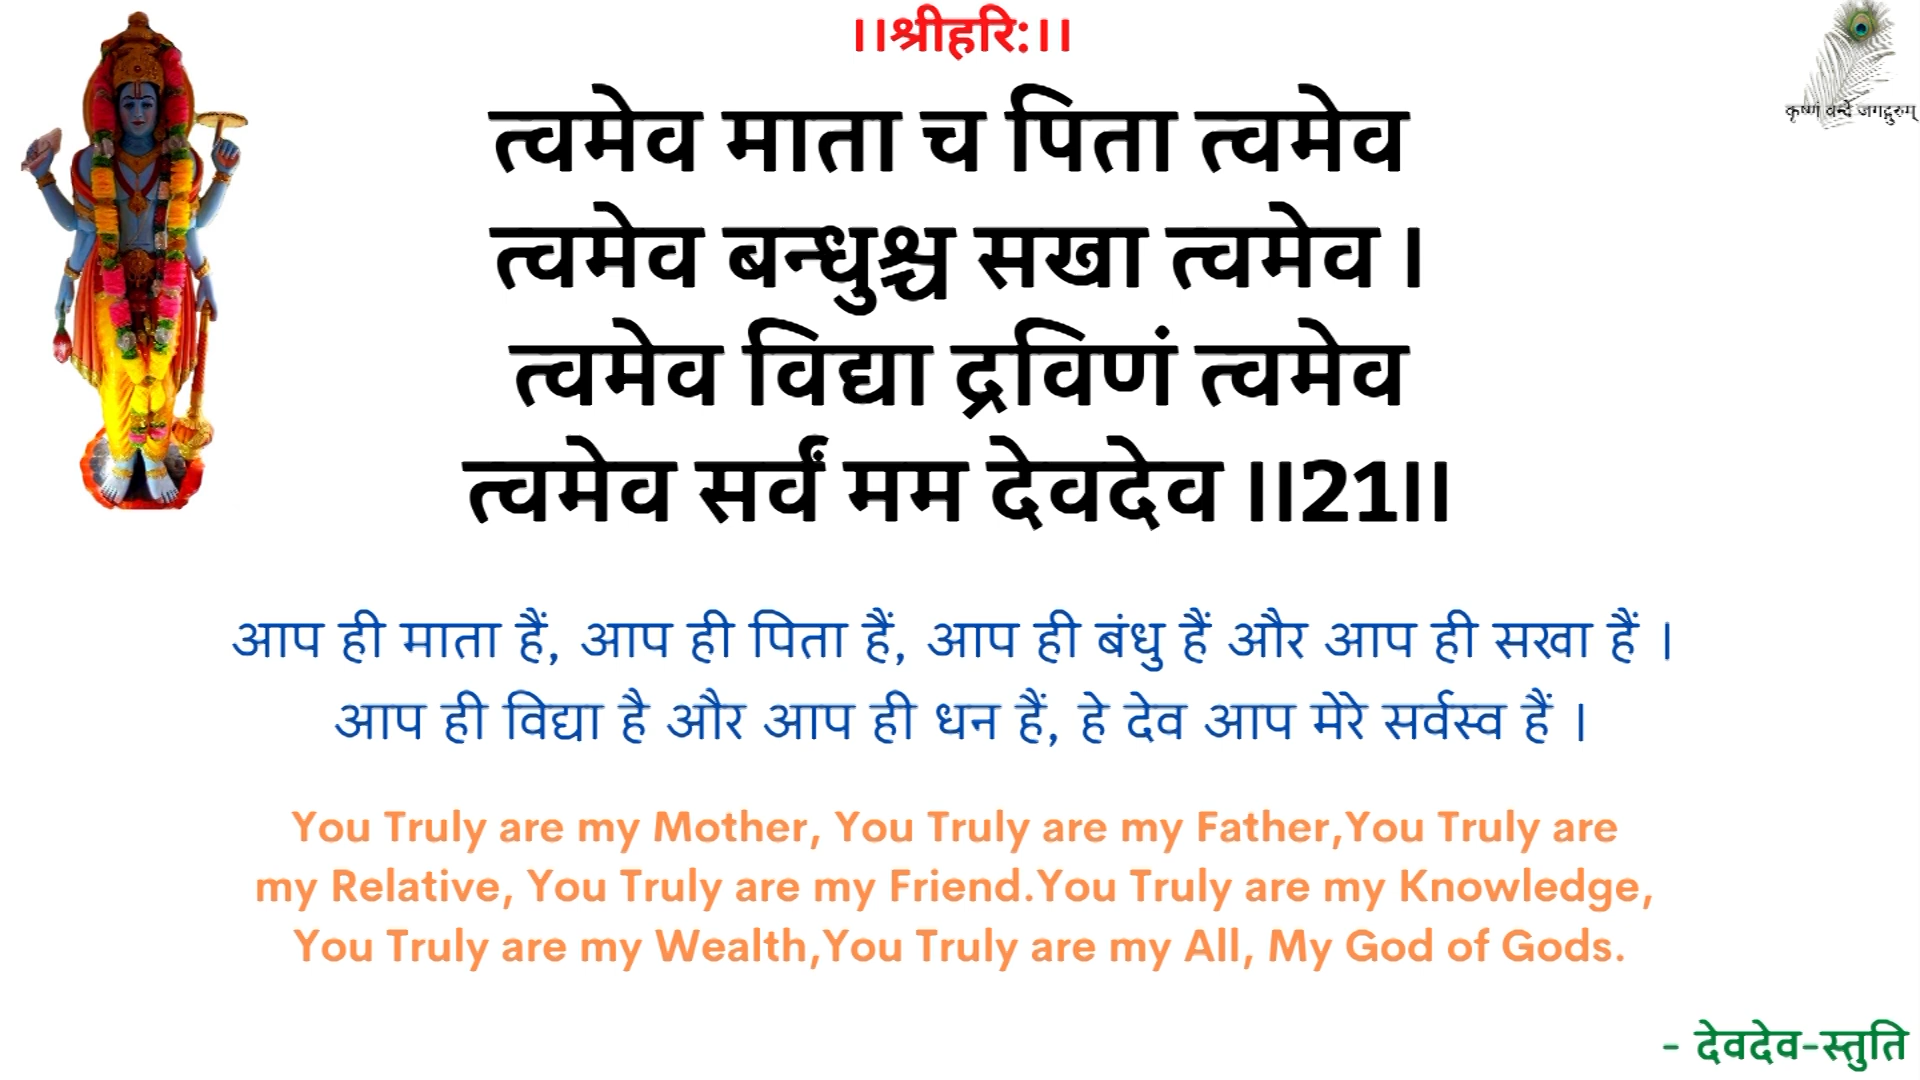 ।।श्रीहरि:।।
कृष्णं वन्दे जगद्गुरुम्
त्वमेव माता च पिता त्वमेव
त्वमेव बन्धुश्च सखा त्वमेव ।
त्वमेव विद्या द्रविणं त्वमेव
त्वमेव सर्वं मम देवदेव ।।21।।
आप ही माता हैं, आप ही पिता हैं, आप ही बंधु हैं और आप ही सखा हैं ।
आप ही विद्या है और आप ही धन हैं, हे देव आप मेरे सर्वस्व हैं ।
You Truly are my Mother, You Truly are my Father,You Truly are
my Relative, You Truly are my Friend.You Truly are my Knowledge,
You Truly are my Wealth,You Truly are my All, My God of Gods.
- देवदेव-स्तुति